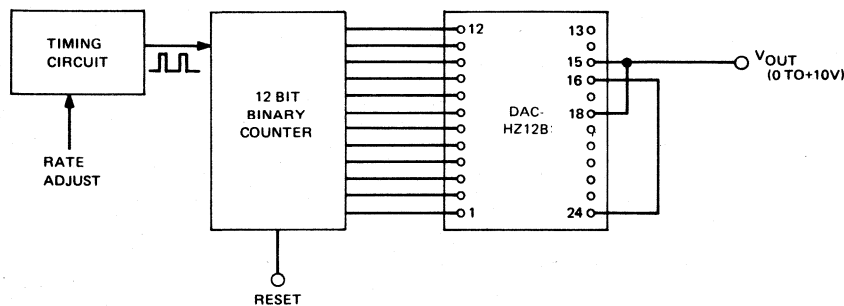 TIMING
CIRCUIT
RATE
ADJUST
12 BIT
BINARY
COUNTER
RESET
12
1
DAC-
HZ12B
13
15
16
18
24
VOUT
(0 TO+10V)